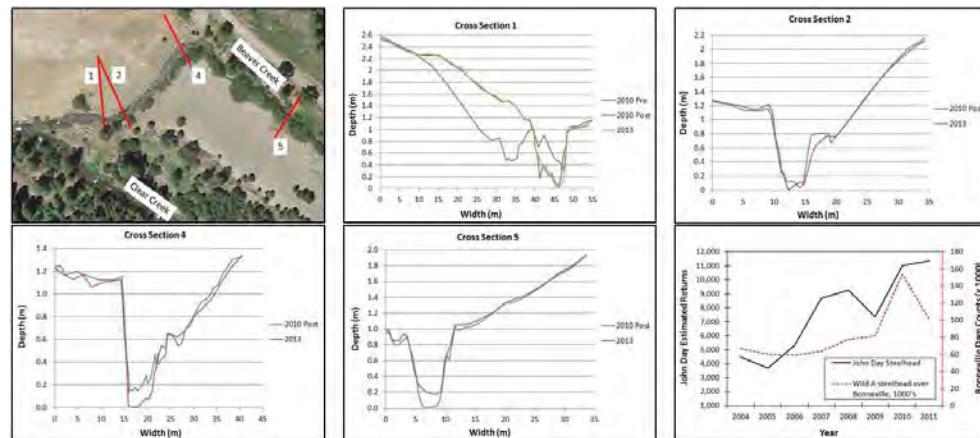 1
2
4
Beaver Creek
5
Clear Creek
Cross Section 1
Depth (m)
2.6
2.4
2.2
2
1.8
1.6
1.4
1.2
1
0.8
0.6
0.4
0.2
0
2010 Pre
2010 Post
2013
0 5 10 15 20 25 30 35 40 45 50 55
Width (m)
Cross Section 2
Depth (m)
2.2
2
1.8
1.6
1.4
1.2
1
0.8
0.6
0.4
0.2
0
2010 Post
2013
0 5 10 15 20 25 30 35
Width (m)
Cross Section 4
Depth (m)
1.4
1.2
1.0
0.8
0.6
0.4
0.2
0.0
2010 Post
2013
0 5 10 15 20 25 30 35 40 45
Width (m)
Cross Section 5
Depth (m)
2.0
1.8
1.6
1.4
1.2
1.0
0.8
0.6
0.4
0.2
0.0
2010 Post
2013
0 5 10 15 20 25 30 35
Width (m)
John Day Estimated Returns
12,000
11,000
10,000
9,000
8,000
7,000
6,000
5,000
4,000
3,000
2,000
1,000
180
160
140
120
100
80
60
40
20
0
Bonneville Dam Counts (x 1000)
John Day Steelhead
Wild A steelhead over
Bonneville, 1000's
2004 2005 2006 2007 2008 2009 2010 2011
Year